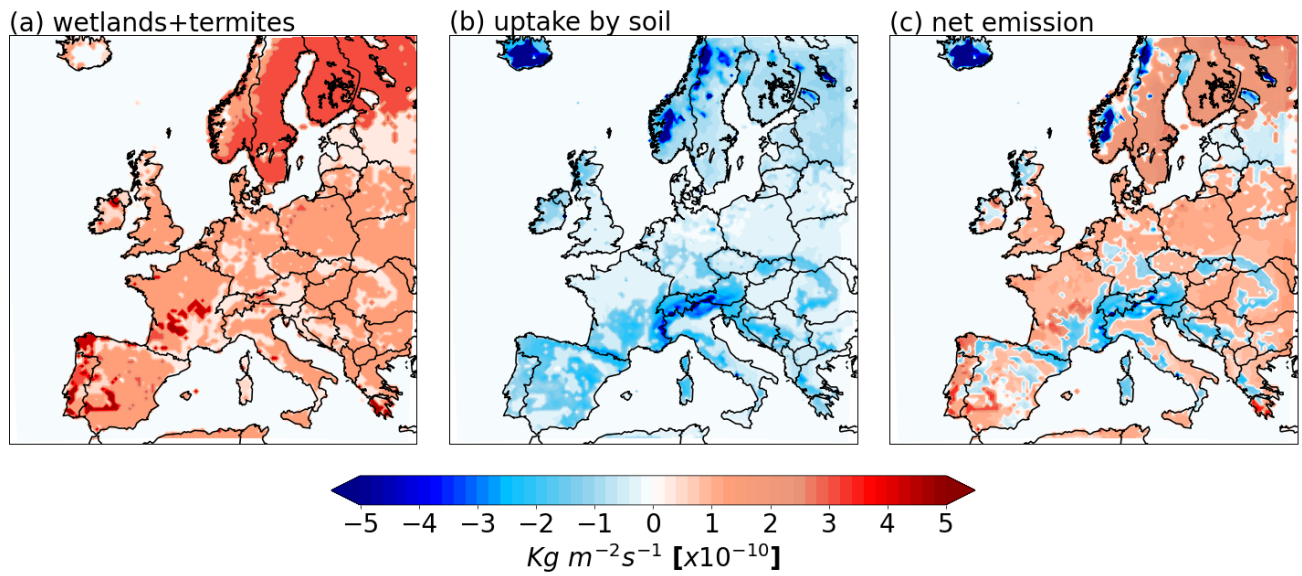 (a) wetlands+termites
(b) uptake by soil
(c) net emission
−5 −4 −3 −2 −1 0 1 2 3 4 5
Kg m⁻²s⁻¹ [x10⁻¹⁰]